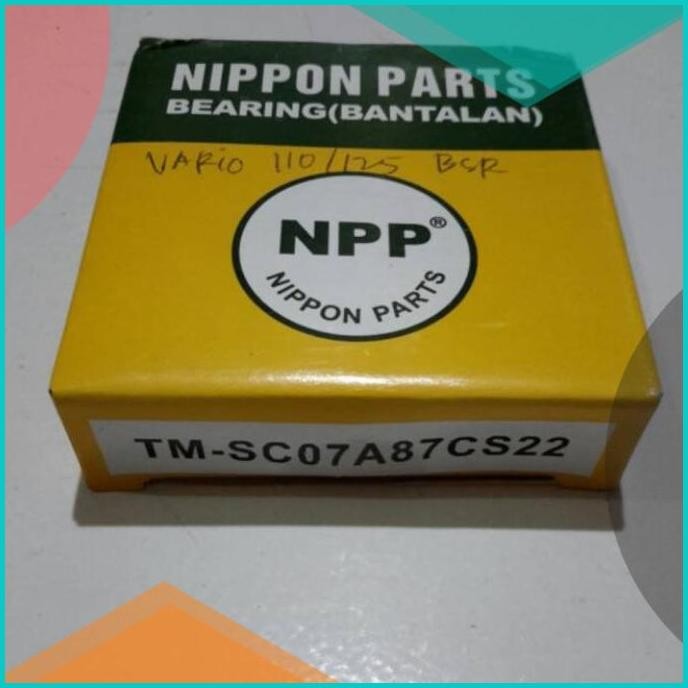 NIPPON PARTS
BEARING(BANTALAN)
VARIO 110/125 BSR
NPP®
NIPPON PARTS
TM-SC07A87CS22